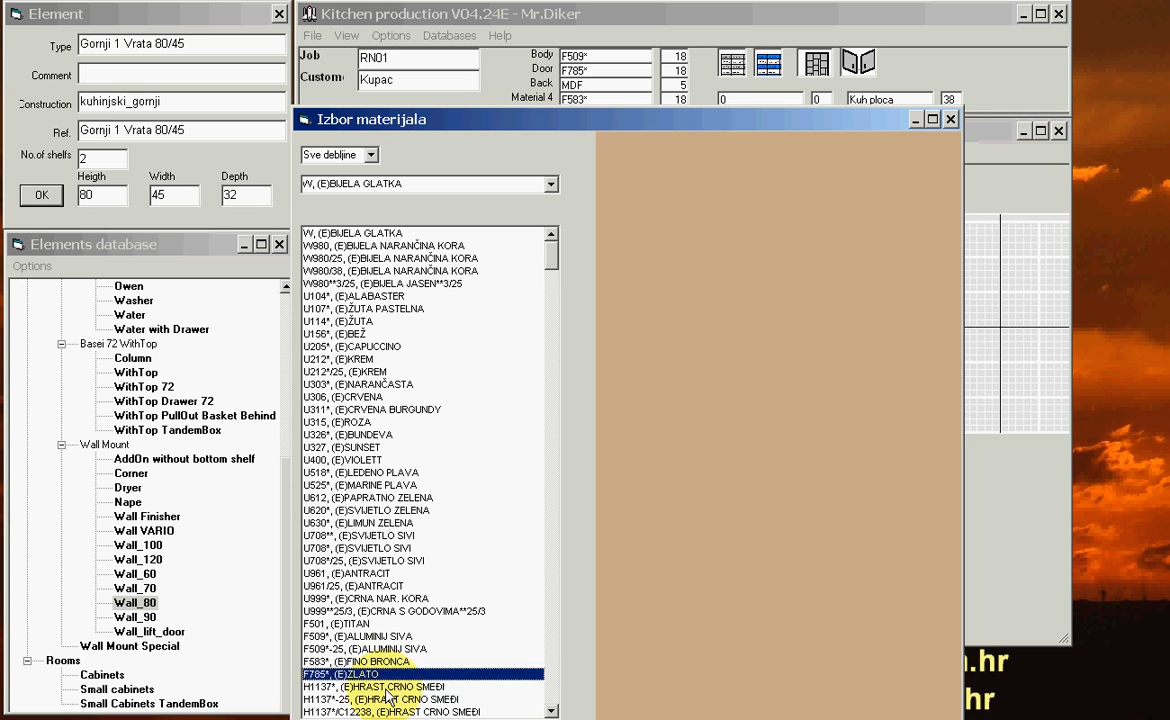 Element
Type
Gornji 1 Vrata 80/45
Comment
Construction
kuhinjski_gornji
Ref.
Gornji 1 Vrata 80/45
No.of shelfs
2
Heigth
Width
Depth
OK
80
45
32
Elements database
Options
Owen
Washer
Water
Water with Drawer
Basei 72 WithTop
Column
WithTop
WithTop 72
WithTop Drawer 72
WithTop PullOut Basket Behind
WithTop TandemBox
Wall Mount
AddOn without bottom shelf
Corner
Dryer
Nape
Wall Finisher
Wall VARIO
Wall_100
Wall_120
Wall_60
Wall_70
Wall_80
Wall_90
Wall_lift_door
Wall Mount Special
Rooms
Cabinets
Small cabinets
Small Cabinets TandemBox
Kitchen production V04.24E - Mr.Diker
File View Options Databases Help
Job
RN01
Custom
Kupac
Body
F509*
18
Door
F785*
18
Back
MDF
5
Material 4
F583*
18
0
0
Kuh ploca
38
Izbor materijala
Sve debljine
W, (E)BIJELA GLATKA
W, (E)BIJELA GLATKA
W980, (E)BIJELA NARANČINA KORA
W980/25, (E)BIJELA NARANČINA KORA
W980/38, (E)BIJELA NARANČINA KORA
W980**3/25, (E)BIJELA JASEN**3/25
U104*, (E)ALABASTER
U107*, (E)ŽUTA PASTELNA
U114*, (E)ŽUTA
U156*, (E)BEŽ
U205*, (E)CAPUCCINO
U212*, (E)KREM
U212*/25, (E)KREM
U303*, (E)NARANČASTA
U306, (E)CRVENA
U311*, (E)CRVENA BURGUNDY
U315, (E)ROZA
U326*, (E)BUNDEVA
U327, (E)SUNSET
U400, (E)VIOLETT
U518*, (E)LEDENO PLAVA
U525*, (E)MARINE PLAVA
U612, (E)PAPRATNO ZELENA
U620*, (E)SVIJETLO ZELENA
U630*, (E)LIMUN ZELENA
U708**, (E)SVIJETLO SIVI
U708*, (E)SVIJETLO SIVI
U708*/25, (E)SVIJETLO SIVI
U961, (E)ANTRACIT
U961/25, (E)ANTRACIT
U999*, (E)CRNA NAR. KORA
U999**25/3, (E)CRNA S GODOVIMA**25/3
F501, (E)TITAN
F509*, (E)ALUMINIJ SIVA
F509*-25, (E)ALUMINIJ SIVA
F583*, (E)FINO BRONCA
F785*, (E)ZLATO
H1137*, (E)HRAST CRNO SMEĐI
H1137*-25, (E)HRAST CRNO SMEĐI
H1137*/C12238, (E)HRAST CRNO SMEĐI
.hr
hr